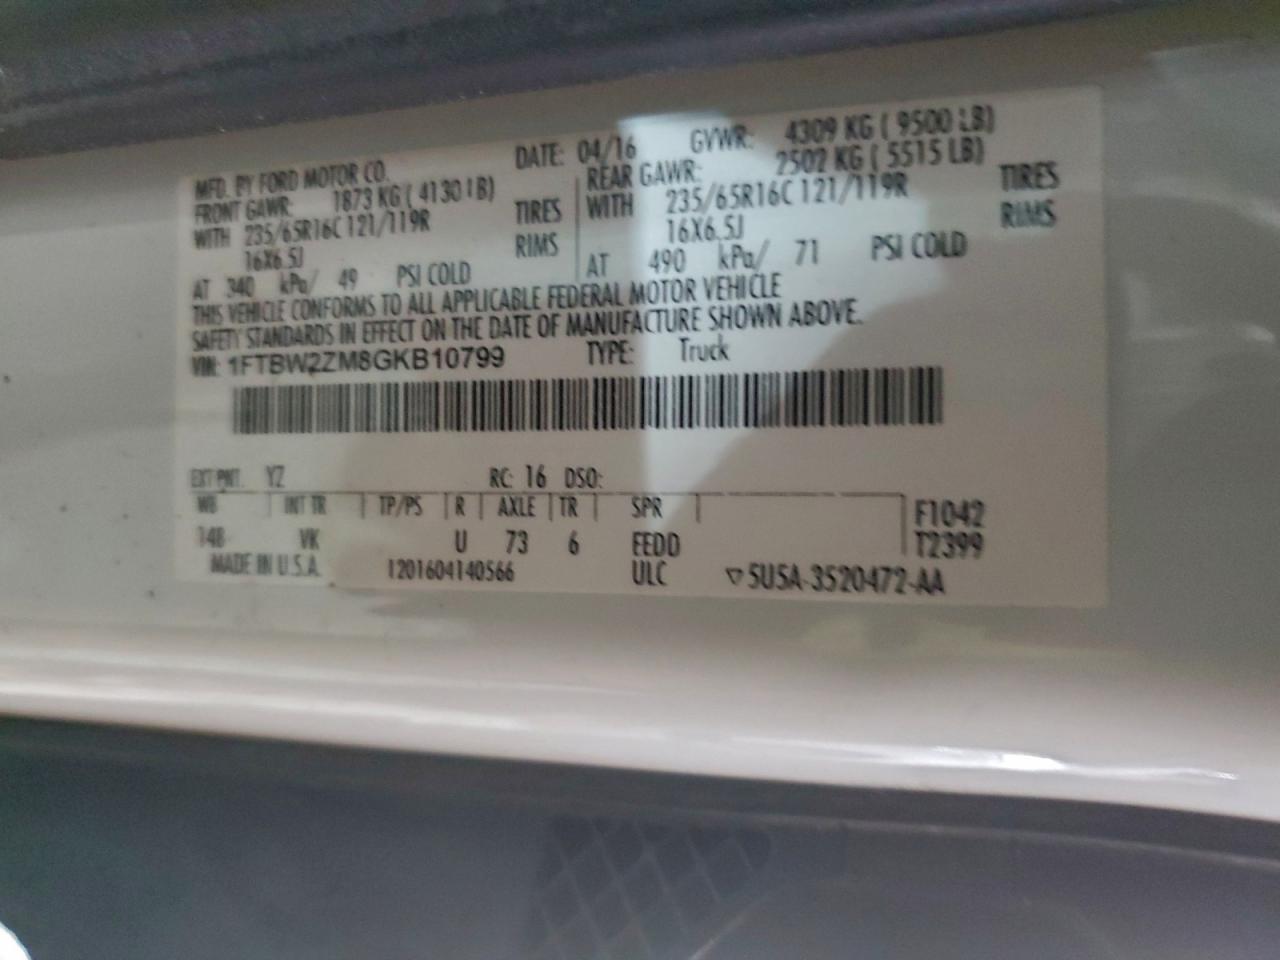 MFD. BY FORD MOTOR CO. DATE: 04/16 GVWR: 4309 KG ( 9500 LB)
FRONT GAWR: 1873 KG ( 4130 LB) REAR GAWR: 2502 KG ( 5515 LB)
WITH 235/65R16C 121/119R TIRES WITH 235/65R16C 121/119R TIRES
16X6.5J RIMS 16X6.5J RIMS
AT 340 kPa/ 49 PSI COLD AT 490 kPa/ 71 PSI COLD
THIS VEHICLE CONFORMS TO ALL APPLICABLE FEDERAL MOTOR VEHICLE
SAFETY STANDARDS IN EFFECT ON THE DATE OF MANUFACTURE SHOWN ABOVE.
VIN: 1FTBW2ZM8GKB10799 TYPE: Truck
EXT PNT. YZ RC: 16 DSO:
WB INT TR TP/PS R AXLE TR SPR F1042
148 VK U 73 6 FEDD T2399
MADE IN U.S.A. 1201604140566 ULC ▽5U5A-3520472-AA